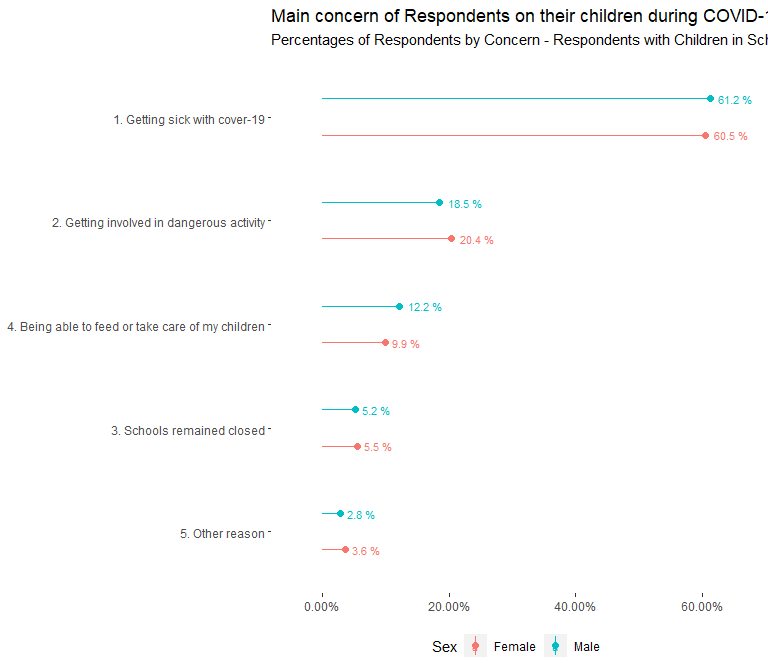 Main concern of Respondents on their children during COVID-1
Percentages of Respondents by Concern - Respondents with Children in Sch
1. Getting sick with cover-19
61.2 %
60.5 %
2. Getting involved in dangerous activity
18.5 %
20.4 %
4. Being able to feed or take care of my children
12.2 %
9.9 %
3. Schools remained closed
5.2 %
5.5 %
5. Other reason
2.8 %
3.6 %
0.00% 20.00% 40.00% 60.00%
Sex Female Male